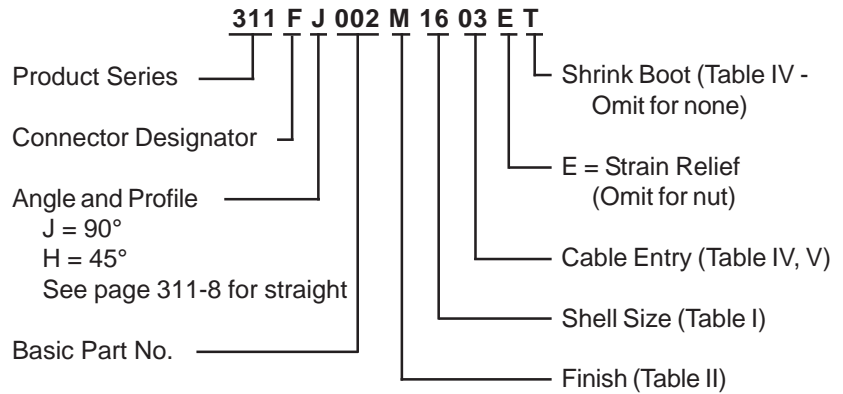 311 F J 002 M 16 03 E T
Product Series
Connector Designator
Angle and Profile
J = 90°
H = 45°
See page 311-8 for straight
Basic Part No.
Shrink Boot (Table IV -
Omit for none)
E = Strain Relief
(Omit for nut)
Cable Entry (Table IV, V)
Shell Size (Table I)
Finish (Table II)